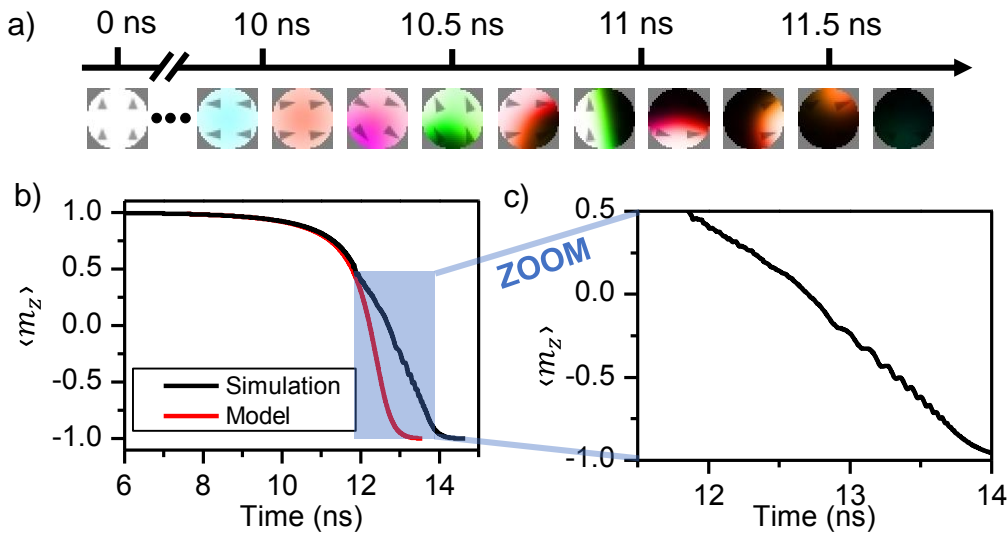 a)
0 ns 10 ns 10.5 ns 11 ns 11.5 ns
b)
1.0
0.5
0.0
-0.5
-1.0
⟨m_z⟩
Simulation
Model
6 8 10 12 14
Time (ns)
ZOOM
c)
0.5
0.0
-0.5
-1.0
⟨m_z⟩
12 13 14
Time (ns)